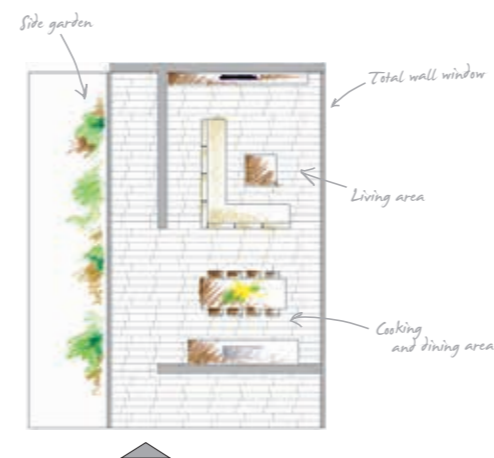 Side garden
Total wall window
Living area
Cooking
and dining area